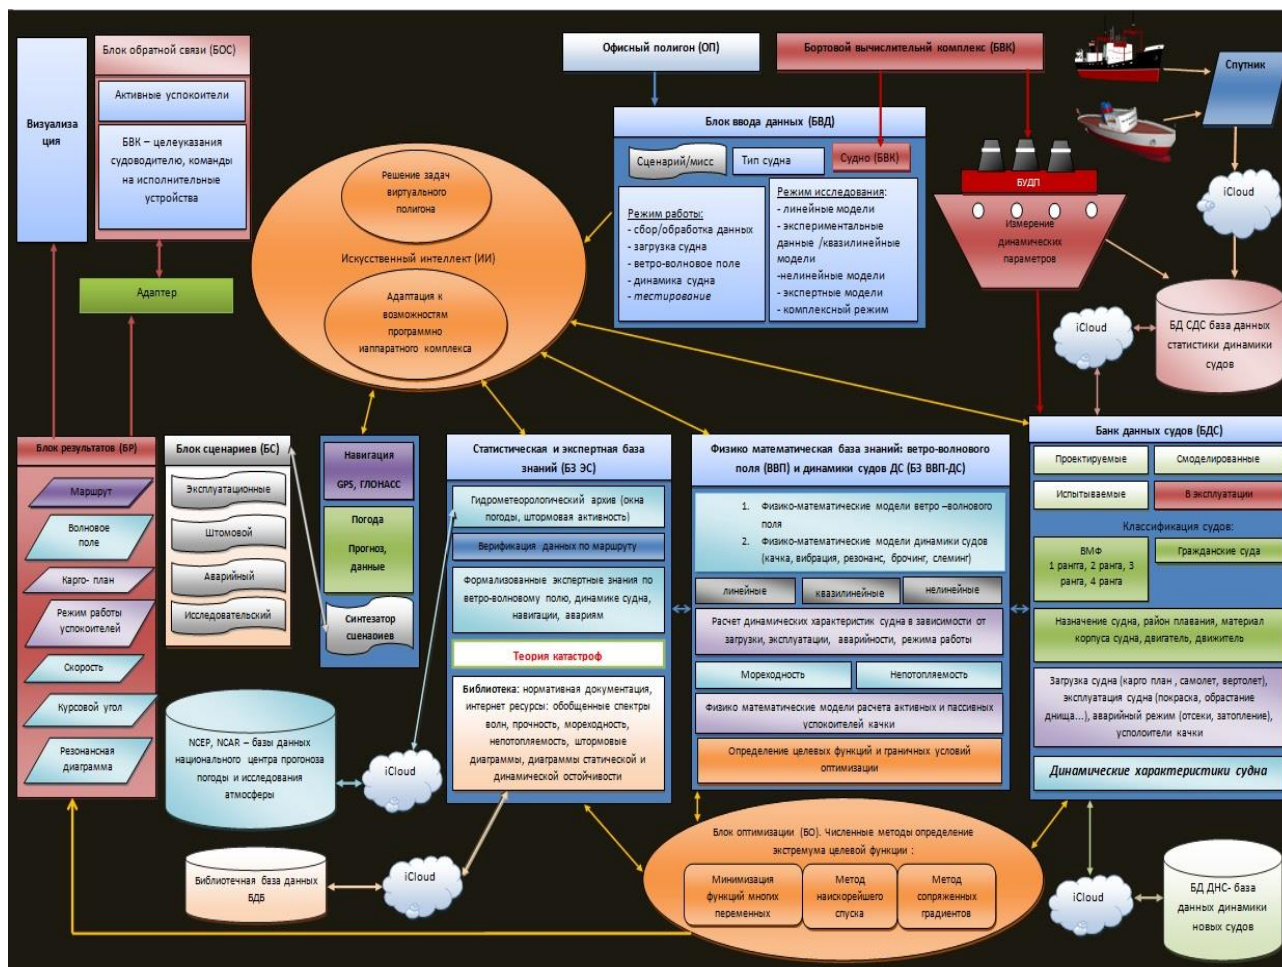 Визуализа
ция
Блок обратной связи (БОС)
Активные успокоители
БВК – целеуказания
судоводителю, команды
на исполнительные
устройства
Адаптер
Офисный полигон (ОП)
Бортовой вычислительй комплекс (БВК)
Спутник
iCloud
Блок ввода данных (БВД)
Сценарий/мисс
Тип судна
Судно (БВК)
Режим работы:
- сбор/обработка данных
- загрузка судна
- ветро-волновое поле
- динамика судна
- тестирование
Режим исследования:
- линейные модели
- экспериментальные
данные /квазилинейные
модели
-нелинейные модели
- экспертные модели
- комплексный режим
БУДП
Измерение
динамических
параметров
iCloud
БД СДС база данных
статистики динамики
судов
Решение задач
виртуального
полигона
Искусственный интеллект (ИИ)
Адаптация к
возможностям
программно
иаппаратного комплекса
Блок результатов (БР)
Маршрут
Волновое
поле
Карго- план
Режим работы
успокоителей
Скорость
Курсовой угол
Резонансная
диаграмма
Блок сценариев (БС)
Эксплуатационные
Штомовой
Аварийный
Исследовательский
Навигация
GPS, ГЛОНАСС
Погода
Прогноз,
данные
Синтезатор
сценаоиев
Статистическая и экспертная база
знаний (БЗ ЭС)
Гидрометеорологический архив (окна
погоды, штормовая активность)
Верификация данных по маршруту
Формализованные экспертные знания по
ветро-волновому полю, динамике судна,
навигации, авариям
Теория катастроф
Библиотека: нормативная документация,
интернет ресурсы: обобщенные спектры
волн, прочность, мореходность,
непотопляемость, штормовые
диаграммы, диаграммы статической и
динамической остойчивости
Физико математическая база знаний: ветро-волнового
поля (ВВП) и динамики судов ДС (БЗ ВВП-ДС)
1. Физико-математические модели ветро –волнового
поля
2. Физико-математические модели динамики судов
(качка, вибрация, резонанс, брочинг, слеминг)
линейные
квазилинейные
нелинейные
Расчет динамических характеристик судна в зависимости от
загрузки, эксплуатации, аварийности, режима работы
Мореходность
Непотопляемость
Физико математические модели расчета активных и пассивных
успокоителей качки
Определение целевых функций и граничных условий
оптимизации
Банк данных судов (БДС)
Проектируемые
Смоделированные
Испытываемые
В эксплуатации
Классификация судов:
ВМФ
1 рангта, 2 ранга, 3
ранга, 4 ранга
Гражданские суда
Назначение судна, район плавания, материал
корпуса судна, двигатель, движитель
Загрузка судна (карго план , самолет, вертолет),
эксплуатация судна (покраска, обрастание
днища...), аварийный режим (отсеки, затопление),
усполоители качки
Динамические характеристики судна
NCEP, NCAR – базы данных
национального центра прогноза
погоды и исследования
атмосферы
iCloud
Библиотечная база данных
БДБ
iCloud
Блок оптимизации (БО). Численные методы определение
экстремума целевой функции :
Минимизация
функций многих
переменных
Метод
наискорейшего
спуска
Метод
сопряженных
градиентов
iCloud
БД ДНС- база
данных динамики
новых судов